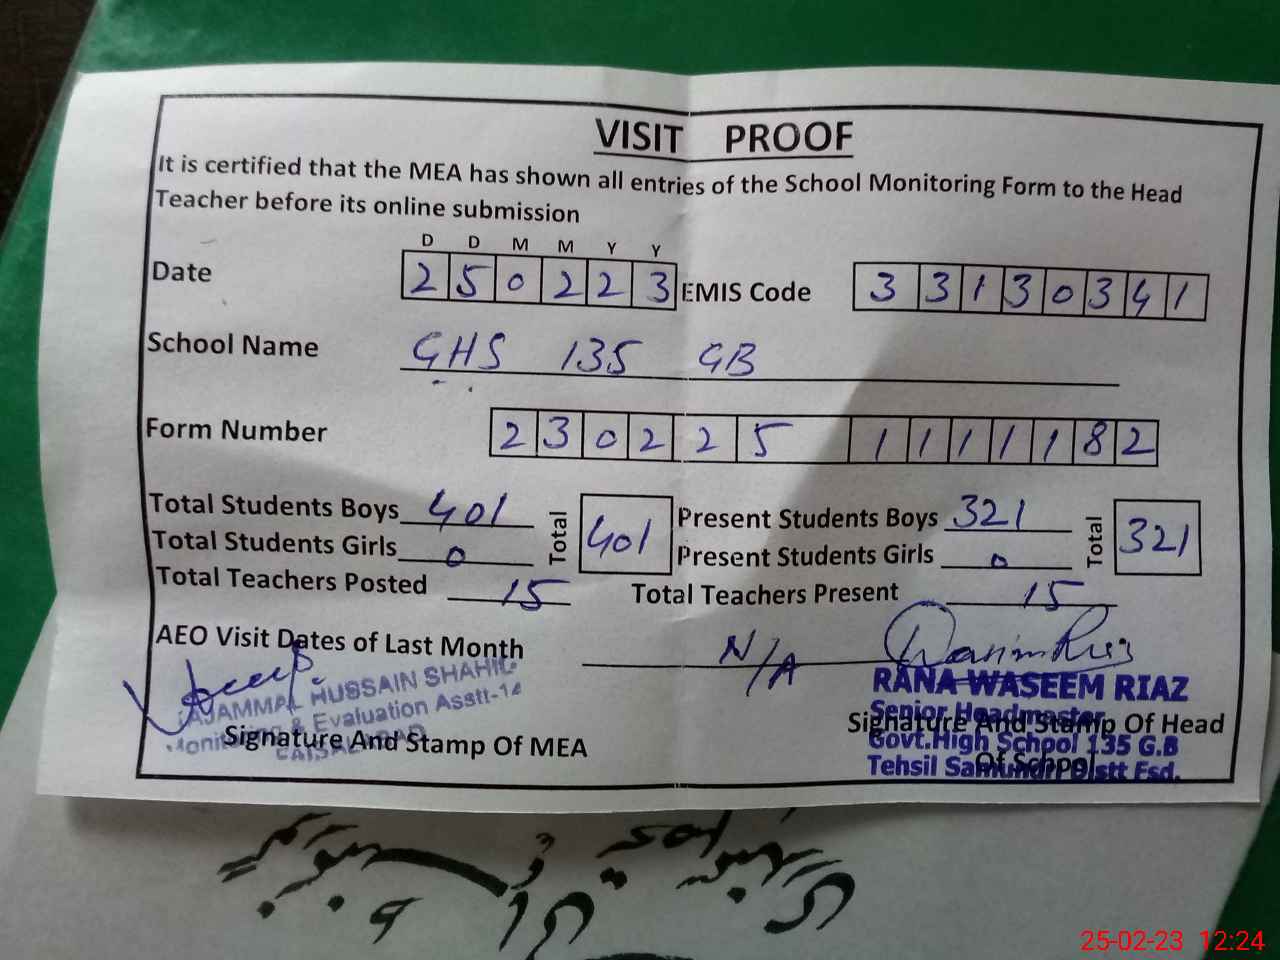 VISIT PROOF
It is certified that the MEA has shown all entries of the School Monitoring Form to the Head
Teacher before its online submission
D D M M Y Y
Date 2 5 0 2 2 3 EMIS Code 3 3 1 3 0 3 4 1
School Name GHS 135 GB
Form Number 2 3 0 2 2 5 1 1 1 1 1 8 2
Total Students Boys 401 Total 401 Present Students Boys 321 Total 321
Total Students Girls 0 Present Students Girls 0
Total Teachers Posted 15 Total Teachers Present 15
AEO Visit Dates of Last Month N/A
HUSSAIN SHAHID
& Evaluation Asstt-14
Signature And Stamp Of MEA
RANA WASEEM RIAZ
Senior Headmaster
Signature And Stamp Of Head
Govt.High School 135 G.B
Of School
Tehsil Samundri Distt Fsd.
25-02-23 12:24